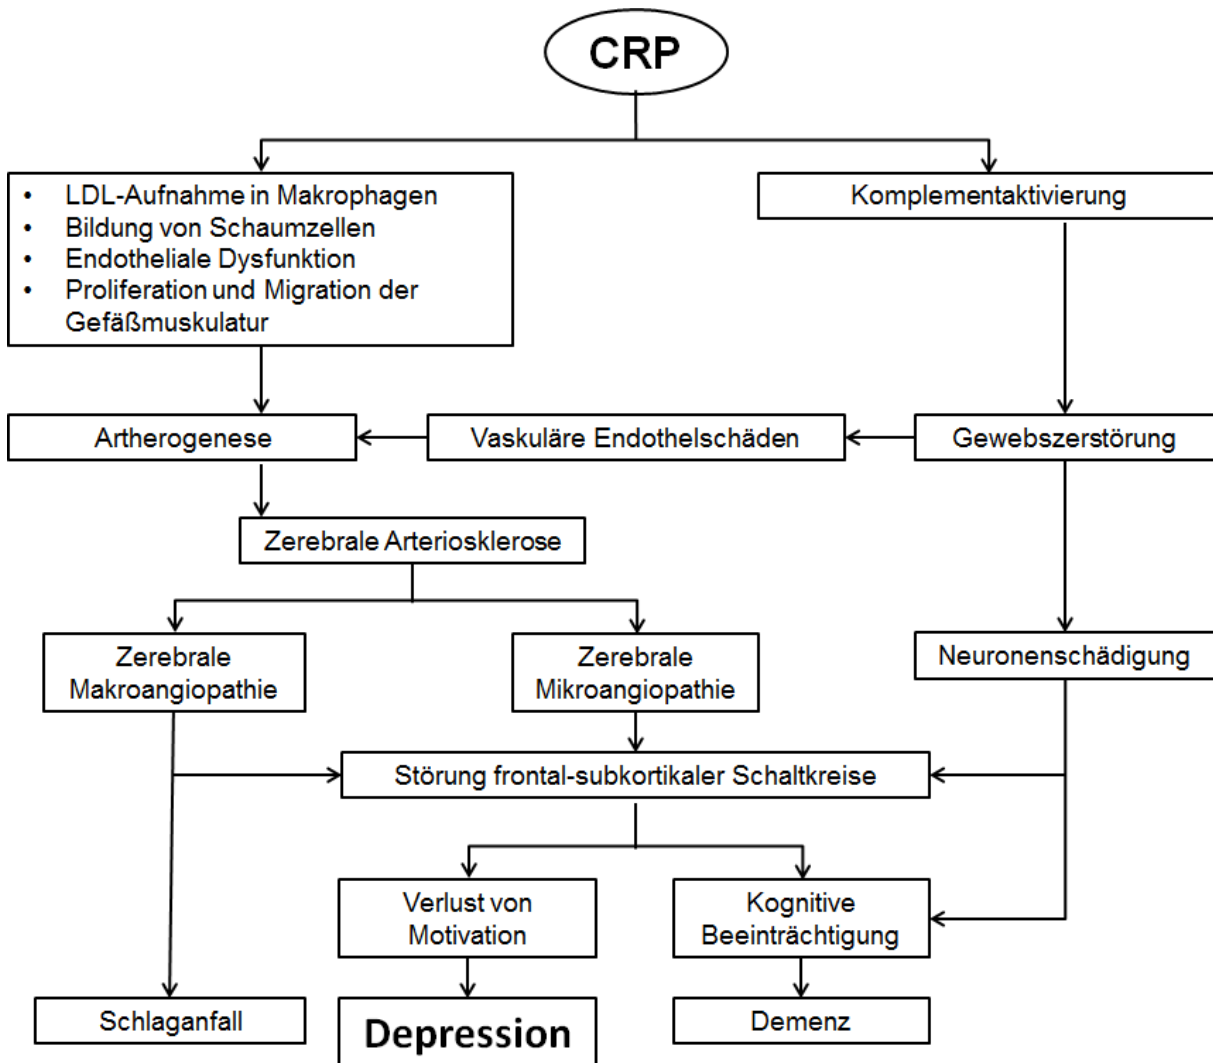 CRP
• LDL-Aufnahme in Makrophagen
• Bildung von Schaumzellen
• Endotheliale Dysfunktion
• Proliferation und Migration der
Gefäßmuskulatur
Komplementaktivierung
Artherogenese
Vaskuläre Endothelschäden
Gewebszerstörung
Zerebrale Arteriosklerose
Zerebrale
Makroangiopathie
Zerebrale
Mikroangiopathie
Neuronenschädigung
Störung frontal-subkortikaler Schaltkreise
Verlust von
Motivation
Kognitive
Beeinträchtigung
Schlaganfall
Depression
Demenz